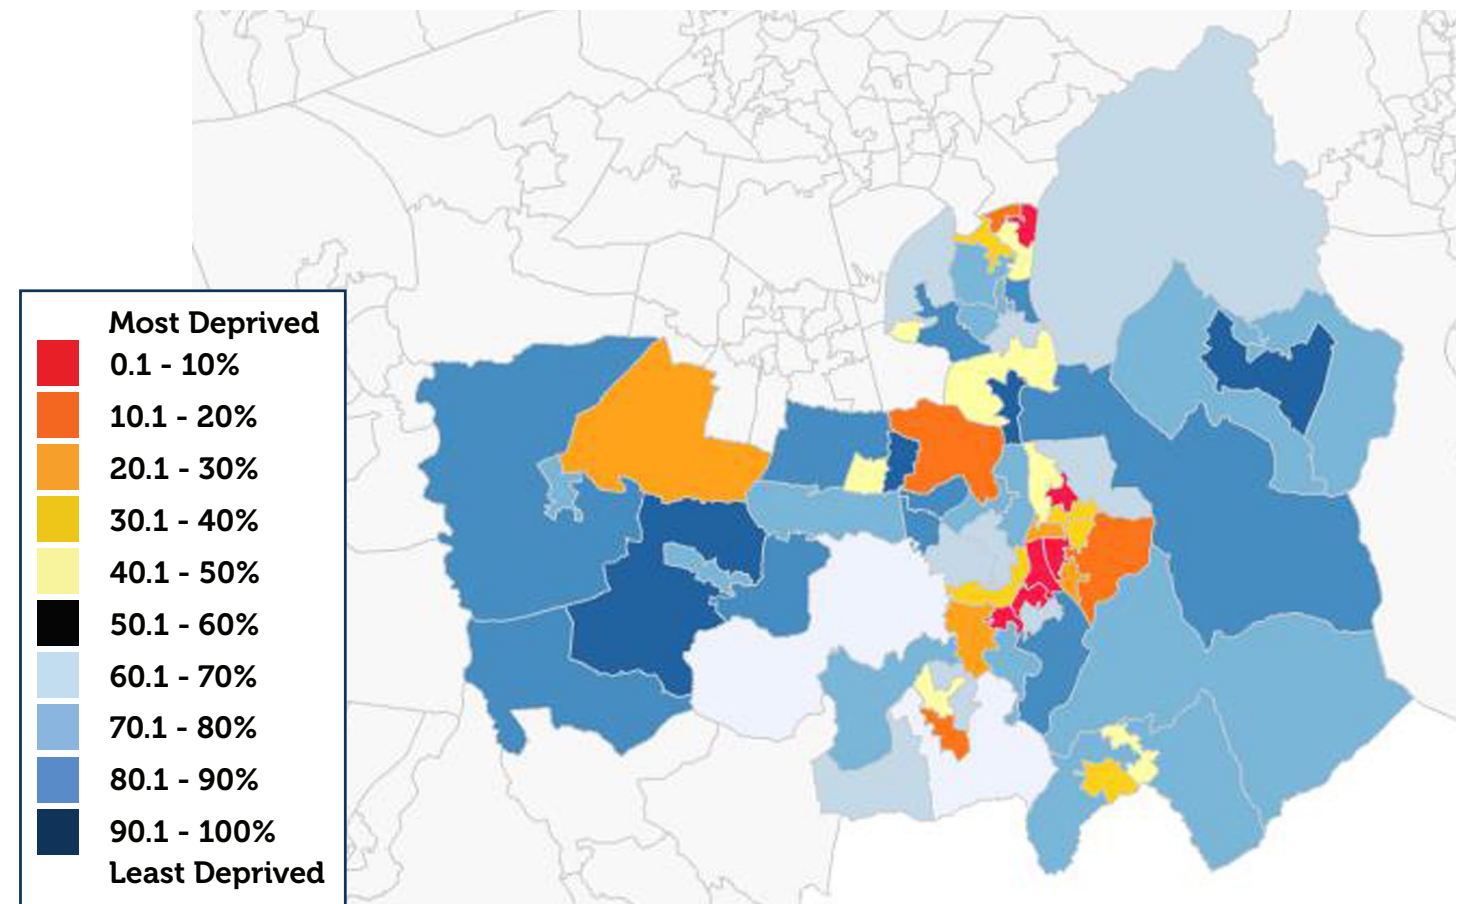 Most Deprived
0.1 - 10%
10.1 - 20%
20.1 - 30%
30.1 - 40%
40.1 - 50%
50.1 - 60%
60.1 - 70%
70.1 - 80%
80.1 - 90%
90.1 - 100%
Least Deprived